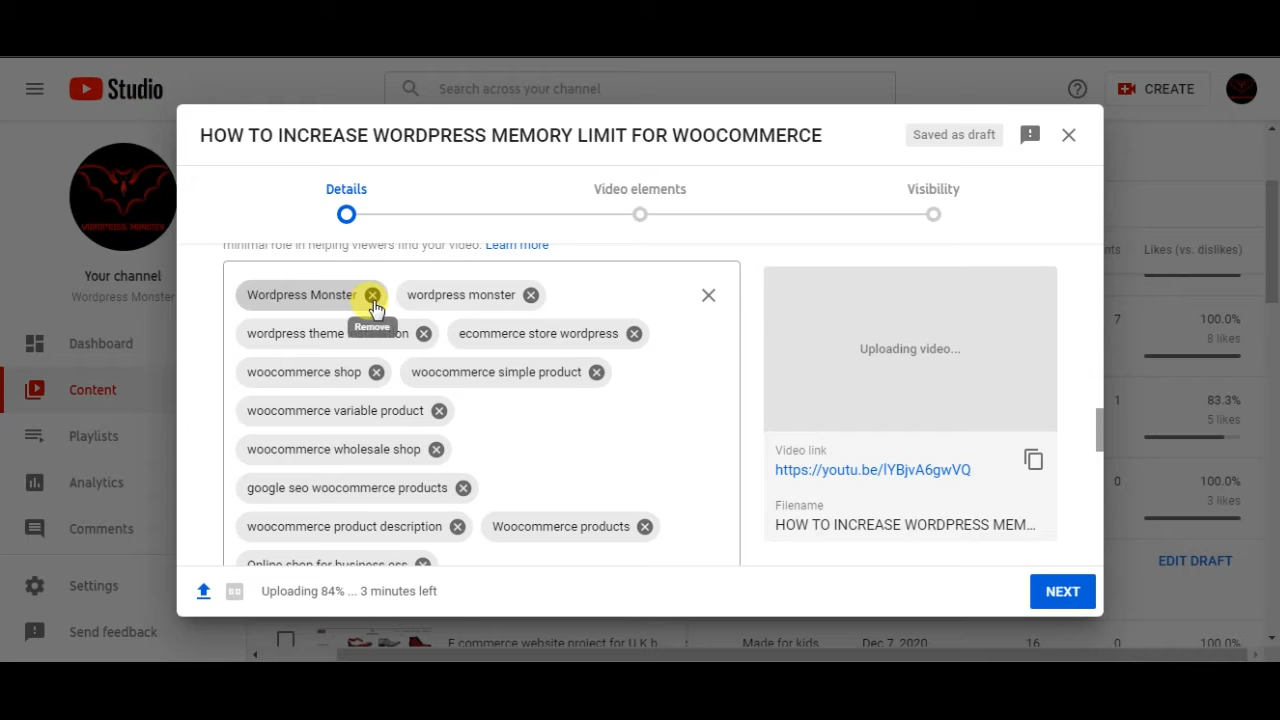 Studio
Search across your channel
CREATE
HOW TO INCREASE WORDPRESS MEMORY LIMIT FOR WOOCOMMERCE
Saved as draft
Details
Video elements
Visibility
WORDPRESS MONSTER
Your channel
Wordpress Monster
Dashboard
Content
Playlists
Analytics
Comments
Settings
Send feedback
minimal role in helping viewers find your video. Learn more
Wordpress Monster
wordpress monster
Remove
wordpress theme
ecommerce store wordpress
woocommerce shop
woocommerce simple product
woocommerce variable product
woocommerce wholesale shop
google seo woocommerce products
woocommerce product description
Woocommerce products
Online shop for business
Uploading video...
Video link
https://youtu.be/lYBjvA6gwVQ
Filename
HOW TO INCREASE WORDPRESS MEM...
Uploading 84% ... 3 minutes left
NEXT
Likes (vs. dislikes)
7
100.0%
8 likes
1
83.3%
5 likes
0
100.0%
3 likes
EDIT DRAFT
E commerce website project for U.K b
Made for kids
Dec 7, 2020
16
0
100.0%